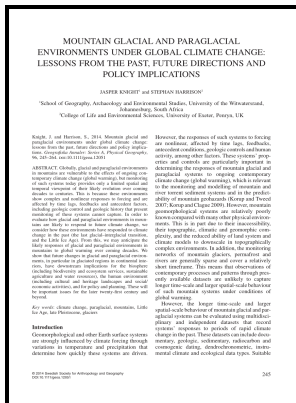 MOUNTAIN GLACIAL AND PARAGLACIAL
ENVIRONMENTS UNDER GLOBAL CLIMATE CHANGE:
LESSONS FROM THE PAST, FUTURE DIRECTIONS AND
POLICY IMPLICATIONS
JASPER KNIGHT¹ and STEPHAN HARRISON²
¹School of Geography, Archaeology and Environmental Studies, University of the Witwatersrand,
Johannesburg, South Africa
²College of Life and Environmental Sciences, University of Exeter, Penryn, UK
Knight, J. and Harrison, S., 2014. Mountain glacial and
paraglacial environments under global climate change:
lessons from the past, future directions and policy implica-
tions. Geografiska Annaler: Series A, Physical Geography,
96, 245–264. doi:10.1111/geoa.12051
ABSTRACT. Globally, glacial and paraglacial environments
in mountains are vulnerable to the effects of ongoing con-
temporary climate change (global warming), but monitoring
of such systems today provides only a limited spatial and
temporal viewpoint of their likely evolution over coming
decades to centuries. This is because these environments
show complex and nonlinear responses to forcing and are
affected by time lags, feedbacks and antecedent conditions,
including geological control and geologic history that present
monitoring of these systems cannot capture. In order to
evaluate how glacial and paraglacial environments in moun-
tains are likely to respond to future climate change, we
consider how these environments have responded to climate
change in the past (the last glacial–interglacial transition,
and the Little Ice Age). From this, we may anticipate the
likely responses of glacial and paraglacial environments in
mountains to global warming over coming decades. We
show that future changes in glacial and paraglacial environ-
ments, in particular in glaciated regions in continental inte-
riors, have downstream implications for the biosphere
(including biodiversity and ecosystem services, sustainable
agriculture and water resources), the human environment
(including cultural and heritage landscapes and social/
economic activities), and for policy and planning. These will
be important issues for the later twenty-first century and
beyond.
Key words: climate change, paraglacial, mountains, Little
Ice Age, late Pleistocene, glaciers
Introduction
Geomorphological and other Earth surface systems
are strongly influenced by climate forcing through
variations in temperature and precipitation that
determine how quickly these systems are driven.
However, the responses of such systems to forcing
are nonlinear, affected by time lags, feedbacks,
antecedent conditions, geologic controls and human
activity, among other factors. These systems' prop-
erties and controls are particularly important in
determining the responses of mountain glacial and
paraglacial systems to ongoing contemporary
climate change (global warming), which is relevant
to the monitoring and modelling of mountain and
river torrent sediment systems and in the predict-
ability of mountain geohazards (Komp and Tweed
2007; Korup and Clague 2009). However, mountain
geomorphological systems are relatively poorly
known compared with many other physical environ-
ments. This is in part due to their inaccessibility,
their topographic, climatic and geomorphic com-
plexity, and the reduced ability of land system and
climate models to downscale in topographically
complex environments. In addition, the monitoring
networks of mountain glaciers, permafrost and
rivers are generally sparse and cover a relatively
short timeframe. This means that observations of
contemporary processes and patterns through pres-
ently available datasets are unlikely to capture the
longer time-scale and larger spatial-scale behaviour
of such mountain systems under conditions of
global warming.
However, the longer time-scale and larger
spatial-scale behaviour of mountain glacial and par-
aglacial systems can be evaluated using multidisci-
plinary and independent datasets that record
systems' responses to periods of rapid climate
change in the past. These datasets can include docu-
mentary, geologic, sedimentary, radiocarbon and
cosmogenic dating, dendrochronometric, instru-
mental climate and ecological data types. Suitable
© 2014 Swedish Society for Anthropology and Geography
DOI:10.1111/geoa.12051
245